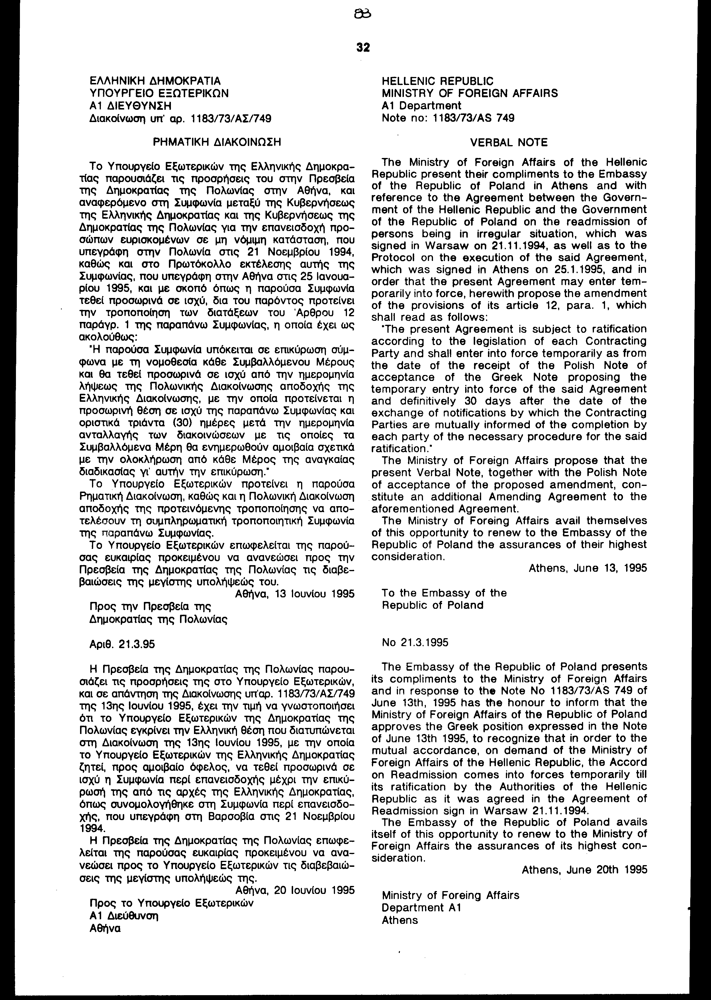 83
32
ΕΛΛΗΝΙΚΗ ΔΗΜΟΚΡΑΤΙΑ
ΥΠΟΥΡΓΕΙΟ ΕΞΩΤΕΡΙΚΩΝ
Α1 ΔΙΕΥΘΥΝΣΗ
Διακοίνωση υπ' αρ. 1183/73/ΑΣ/749
ΡΗΜΑΤΙΚΗ ΔΙΑΚΟΙΝΩΣΗ
Το Υπουργείο Εξωτερικών της Ελληνικής Δημοκρα-
τίας παρουσιάζει τις προσρήσεις του στην Πρεσβεία
της Δημοκρατίας της Πολωνίας στην Αθήνα, και
αναφερόμενο στη Συμφωνία μεταξύ της Κυβερνήσεως
της Ελληνικής Δημοκρατίας και της Κυβερνήσεως της
Δημοκρατίας της Πολωνίας για την επανεισδοχή προ-
σώπων ευρισκομένων σε μη νόμιμη κατάσταση, που
υπεγράφη στην Πολωνία στις 21 Νοεμβρίου 1994,
καθώς και στο Πρωτόκολλο εκτέλεσης αυτής της
Συμφωνίας, που υπεγράφη στην Αθήνα στις 25 Ιανουα-
ρίου 1995, και με σκοπό όπως η παρούσα Συμφωνία
τεθεί προσωρινά σε ισχύ, δια του παρόντος προτείνει
την τροποποίηση των διατάξεων του 'Αρθρου 12
παράγρ. 1 της παραπάνω Συμφωνίας, η οποία έχει ως
ακολούθως:
"Η παρούσα Συμφωνία υπόκειται σε επικύρωση σύμ-
φωνα με τη νομοθεσία κάθε Συμβαλλόμενου Μέρους
και θα τεθεί προσωρινά σε ισχύ από την ημερομηνία
λήψεως της Πολωνικής Διακοίνωσης αποδοχής της
Ελληνικής Διακοίνωσης, με την οποία προτείνεται η
προσωρινή θέση σε ισχύ της παραπάνω Συμφωνίας και
οριστικά τριάντα (30) ημέρες μετά την ημερομηνία
ανταλλαγής των διακοινώσεων με τις οποίες τα
Συμβαλλόμενα Μέρη θα ενημερωθούν αμοιβαία σχετικά
με την ολοκλήρωση από κάθε Μέρος της αναγκαίας
διαδικασίας γι' αυτήν την επικύρωση."
Το Υπουργείο Εξωτερικών προτείνει η παρούσα
Ρηματική Διακοίνωση, καθώς και η Πολωνική Διακοίνωση
αποδοχής της προτεινόμενης τροποποίησης να απο-
τελέσουν τη συμπληρωματική τροποποιητική Συμφωνία
της παραπάνω Συμφωνίας.
Το Υπουργείο Εξωτερικών επωφελείται της παρού-
σας ευκαιρίας προκειμένου να ανανεώσει προς την
Πρεσβεία της Δημοκρατίας της Πολωνίας τις διαβε-
βαιώσεις της μεγίστης υπολήψεώς του.
Αθήνα, 13 Ιουνίου 1995
Προς την Πρεσβεία της
Δημοκρατίας της Πολωνίας
Αριθ. 21.3.95
Η Πρεσβεία της Δημοκρατίας της Πολωνίας παρου-
σιάζει τις προσρήσεις της στο Υπουργείο Εξωτερικών,
και σε απάντηση της Διακοίνωσης υπ'αρ. 1183/73/ΑΣ/749
της 13ης Ιουνίου 1995, έχει την τιμή να γνωστοποιήσει
ότι το Υπουργείο Εξωτερικών της Δημοκρατίας της
Πολωνίας εγκρίνει την Ελληνική θέση που διατυπώνεται
στη Διακοίνωση της 13ης Ιουνίου 1995, με την οποία
το Υπουργείο Εξωτερικών της Ελληνικής Δημοκρατίας
ζητεί, προς αμοιβαίο όφελος, να τεθεί προσωρινά σε
ισχύ η Συμφωνία περί επανεισδοχής μέχρι την επικύ-
ρωσή της από τις αρχές της Ελληνικής Δημοκρατίας,
όπως συνομολογήθηκε στη Συμφωνία περί επανεισδο-
χής, που υπεγράφη στη Βαρσοβία στις 21 Νοεμβρίου
1994.
Η Πρεσβεία της Δημοκρατίας της Πολωνίας επωφε-
λείται της παρούσας ευκαιρίας προκειμένου να ανα-
νεώσει προς το Υπουργείο Εξωτερικών τις διαβεβαιώ-
σεις της μεγίστης υπολήψεώς της.
Αθήνα, 20 Ιουνίου 1995
Προς το Υπουργείο Εξωτερικών
Α1 Διεύθυνση
Αθήνα
HELLENIC REPUBLIC
MINISTRY OF FOREIGN AFFAIRS
A1 Department
Note no: 1183/73/AS 749
VERBAL NOTE
The Ministry of Foreign Affairs of the Hellenic
Republic present their compliments to the Embassy
of the Republic of Poland in Athens and with
reference to the Agreement between the Govern-
ment of the Hellenic Republic and the Government
of the Republic of Poland on the readmission of
persons being in irregular situation, which was
signed in Warsaw on 21.11.1994, as well as to the
Protocol on the execution of the said Agreement,
which was signed in Athens on 25.1.1995, and in
order that the present Agreement may enter tem-
porarily into force, herewith propose the amendment
of the provisions of its article 12, para. 1, which
shall read as follows:
"The present Agreement is subject to ratification
according to the legislation of each Contracting
Party and shall enter into force temporarily as from
the date of the receipt of the Polish Note of
acceptance of the Greek Note proposing the
temporary entry into force of the said Agreement
and definitively 30 days after the date of the
exchange of notifications by which the Contracting
Parties are mutually informed of the completion by
each party of the necessary procedure for the said
ratification."
The Ministry of Foreign Affairs propose that the
present Verbal Note, together with the Polish Note
of acceptance of the proposed amendment, con-
stitute an additional Amending Agreement to the
aforementioned Agreement.
The Ministry of Foreing Affairs avail themselves
of this opportunity to renew to the Embassy of the
Republic of Poland the assurances of their highest
consideration.
Athens, June 13, 1995
To the Embassy of the
Republic of Poland
No 21.3.1995
The Embassy of the Republic of Poland presents
its compliments to the Ministry of Foreign Affairs
and in response to the Note No 1183/73/AS 749 of
June 13th, 1995 has the honour to inform that the
Ministry of Foreign Affairs of the Republic of Poland
approves the Greek position expressed in the Note
of June 13th 1995, to recognize that in order to the
mutual accordance, on demand of the Ministry of
Foreign Affairs of the Hellenic Republic, the Accord
on Readmission comes into forces temporarily till
its ratification by the Authorities of the Hellenic
Republic as it was agreed in the Agreement of
Readmission sign in Warsaw 21.11.1994.
The Embassy of the Republic of Poland avails
itself of this opportunity to renew to the Ministry of
Foreign Affairs the assurances of its highest con-
sideration.
Athens, June 20th 1995
Ministry of Foreing Affairs
Department A1
Athens